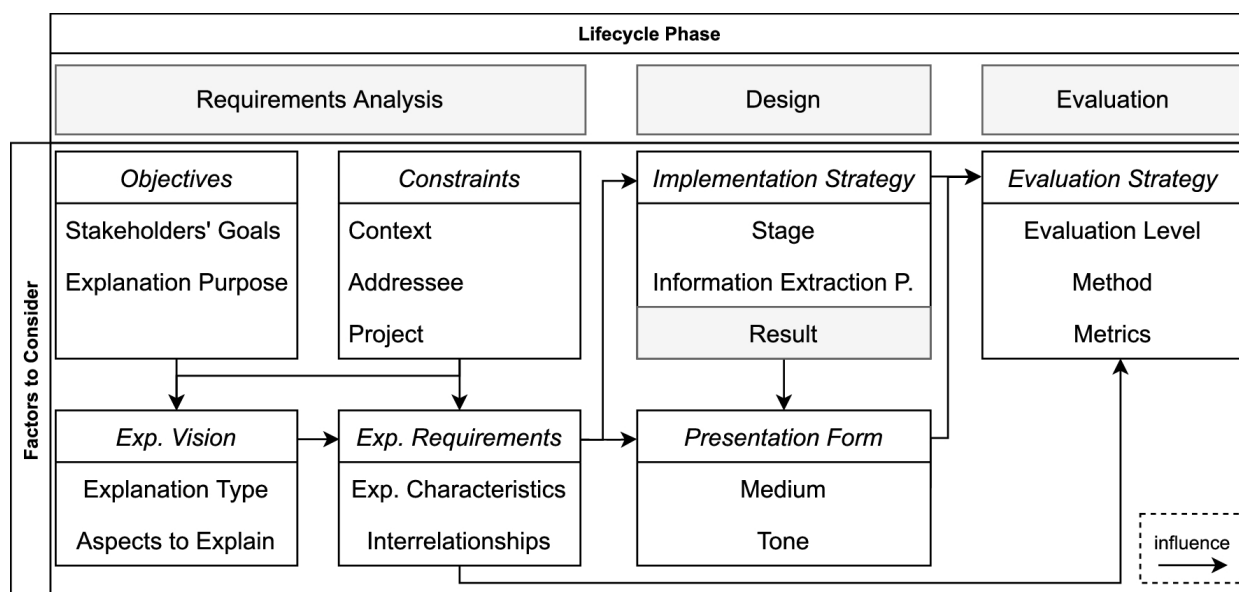 Lifecycle Phase
Requirements Analysis
Design
Evaluation
Factors to Consider
Objectives
Stakeholders' Goals
Explanation Purpose
Constraints
Context
Addressee
Project
Implementation Strategy
Stage
Information Extraction P.
Result
Evaluation Strategy
Evaluation Level
Method
Metrics
Exp. Vision
Explanation Type
Aspects to Explain
Exp. Requirements
Exp. Characteristics
Interrelationships
Presentation Form
Medium
Tone
influence